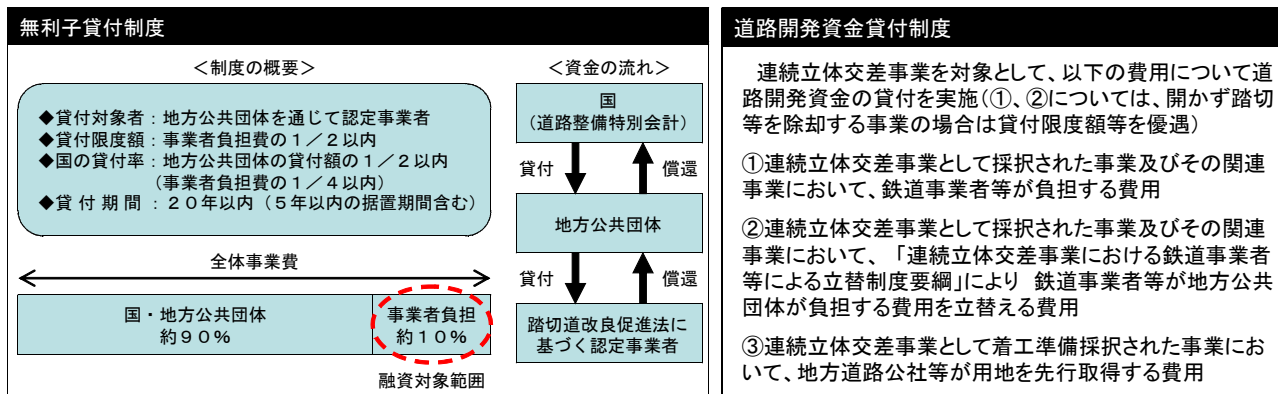 無利子貸付制度
＜制度の概要＞
◆貸付対象者：地方公共団体を通じて認定事業者
◆貸付限度額：事業者負担費の１／２以内
◆国の貸付率：地方公共団体の貸付額の１／２以内
（事業者負担費の１／４以内）
◆貸 付 期 間 ：２０年以内（５年以内の据置期間含む）
全体事業費
国・地方公共団体
約９０％
事業者負担
約１０％
融資対象範囲
＜資金の流れ＞
国
（道路整備特別会計）
貸付
償還
地方公共団体
貸付
償還
踏切道改良促進法に
基づく認定事業者
道路開発資金貸付制度
連続立体交差事業を対象として、以下の費用について道
路開発資金の貸付を実施（①、②については、開かず踏切
等を除却する事業の場合は貸付限度額等を優遇）
①連続立体交差事業として採択された事業及びその関連
事業において、鉄道事業者等が負担する費用
②連続立体交差事業として採択された事業及びその関連
事業において、「連続立体交差事業における鉄道事業者
等による立替制度要綱」により 鉄道事業者等が地方公共
団体が負担する費用を立替える費用
③連続立体交差事業として着工準備採択された事業にお
いて、地方道路公社等が用地を先行取得する費用